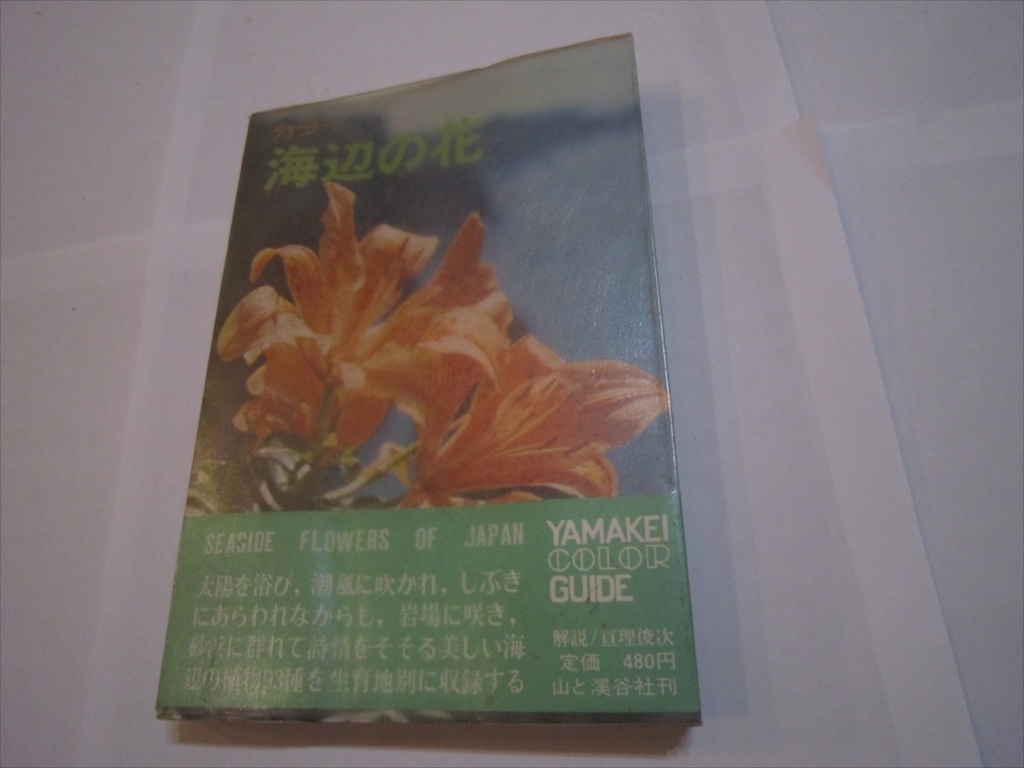 カラー
海辺の花
SEASIDE FLOWERS OF JAPAN
太陽を浴び，潮風に吹かれ，しぶき
にあらわれながらも，岩場に咲き，
砂浜に群れて詩情をそそる美しい海
辺の植物193種を生育地別に収録する
YAMAKEI
COLOR
GUIDE
解説/亘理俊次
定価 480円
山と溪谷社刊